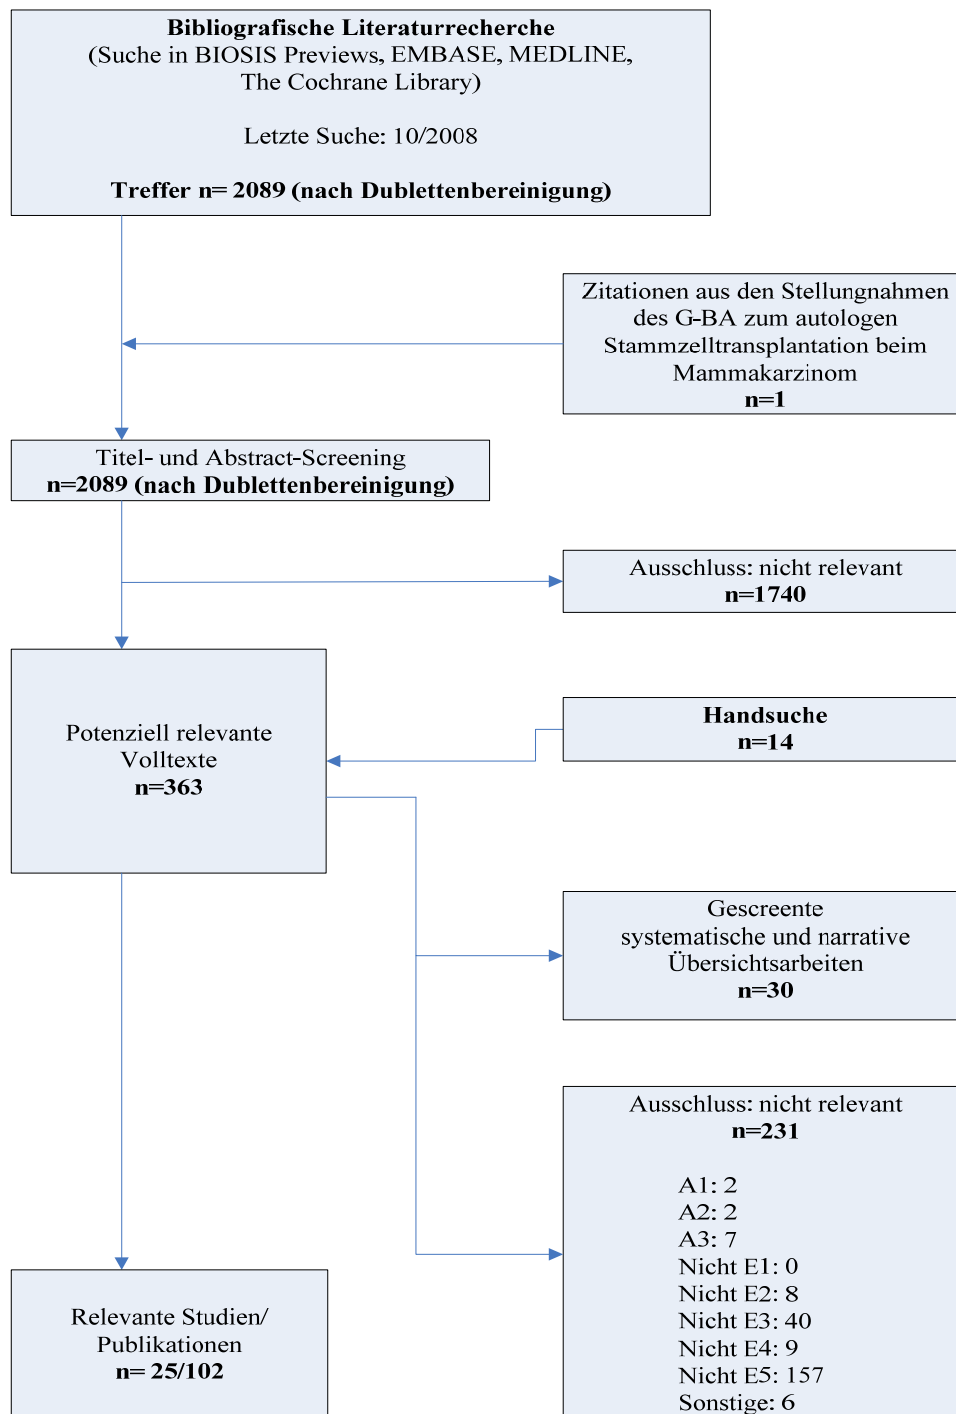 Bibliografische Literaturrecherche
(Suche in BIOSIS Previews, EMBASE, MEDLINE,
The Cochrane Library)
Letzte Suche: 10/2008
Treffer n= 2089 (nach Dublettenbereinigung)
Zitationen aus den Stellungnahmen
des G-BA zum autologen
Stammzelltransplantation beim
Mammakarzinom
n=1
Titel- und Abstract-Screening
n=2089 (nach Dublettenbereinigung)
Ausschluss: nicht relevant
n=1740
Potenziell relevante
Volltexte
n=363
Handsuche
n=14
Gescreente
systematische und narrative
Übersichtsarbeiten
n=30
Ausschluss: nicht relevant
n=231
A1: 2
A2: 2
A3: 7
Nicht E1: 0
Nicht E2: 8
Nicht E3: 40
Nicht E4: 9
Nicht E5: 157
Sonstige: 6
Relevante Studien/
Publikationen
n= 25/102